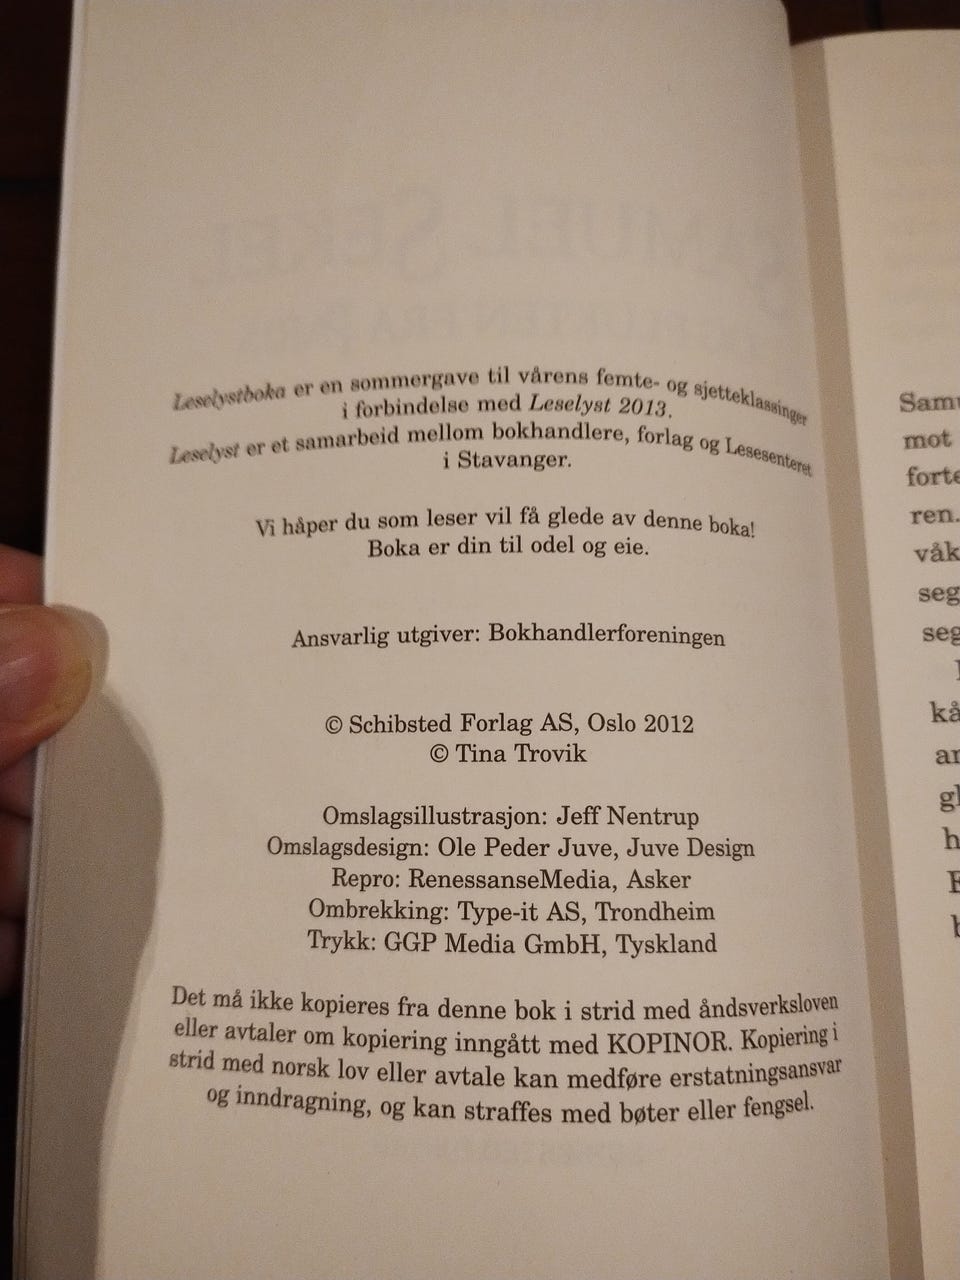 Leselystboka er en sommergave til vårens femte- og sjetteklassinger
i forbindelse med Leselyst 2013.
Leselyst er et samarbeid mellom bokhandlere, forlag og Lesesenteret
i Stavanger.
Vi håper du som leser vil få glede av denne boka!
Boka er din til odel og eie.
Ansvarlig utgiver: Bokhandlerforeningen
© Schibsted Forlag AS, Oslo 2012
© Tina Trovik
Omslagsillustrasjon: Jeff Nentrup
Omslagsdesign: Ole Peder Juve, Juve Design
Repro: RenessanseMedia, Asker
Ombrekking: Type-it AS, Trondheim
Trykk: GGP Media GmbH, Tyskland
Det må ikke kopieres fra denne bok i strid med åndsverksloven
eller avtaler om kopiering inngått med KOPINOR. Kopiering i
strid med norsk lov eller avtale kan medføre erstatningsansvar
og inndragning, og kan straffes med bøter eller fengsel.
mot
ren.
seg